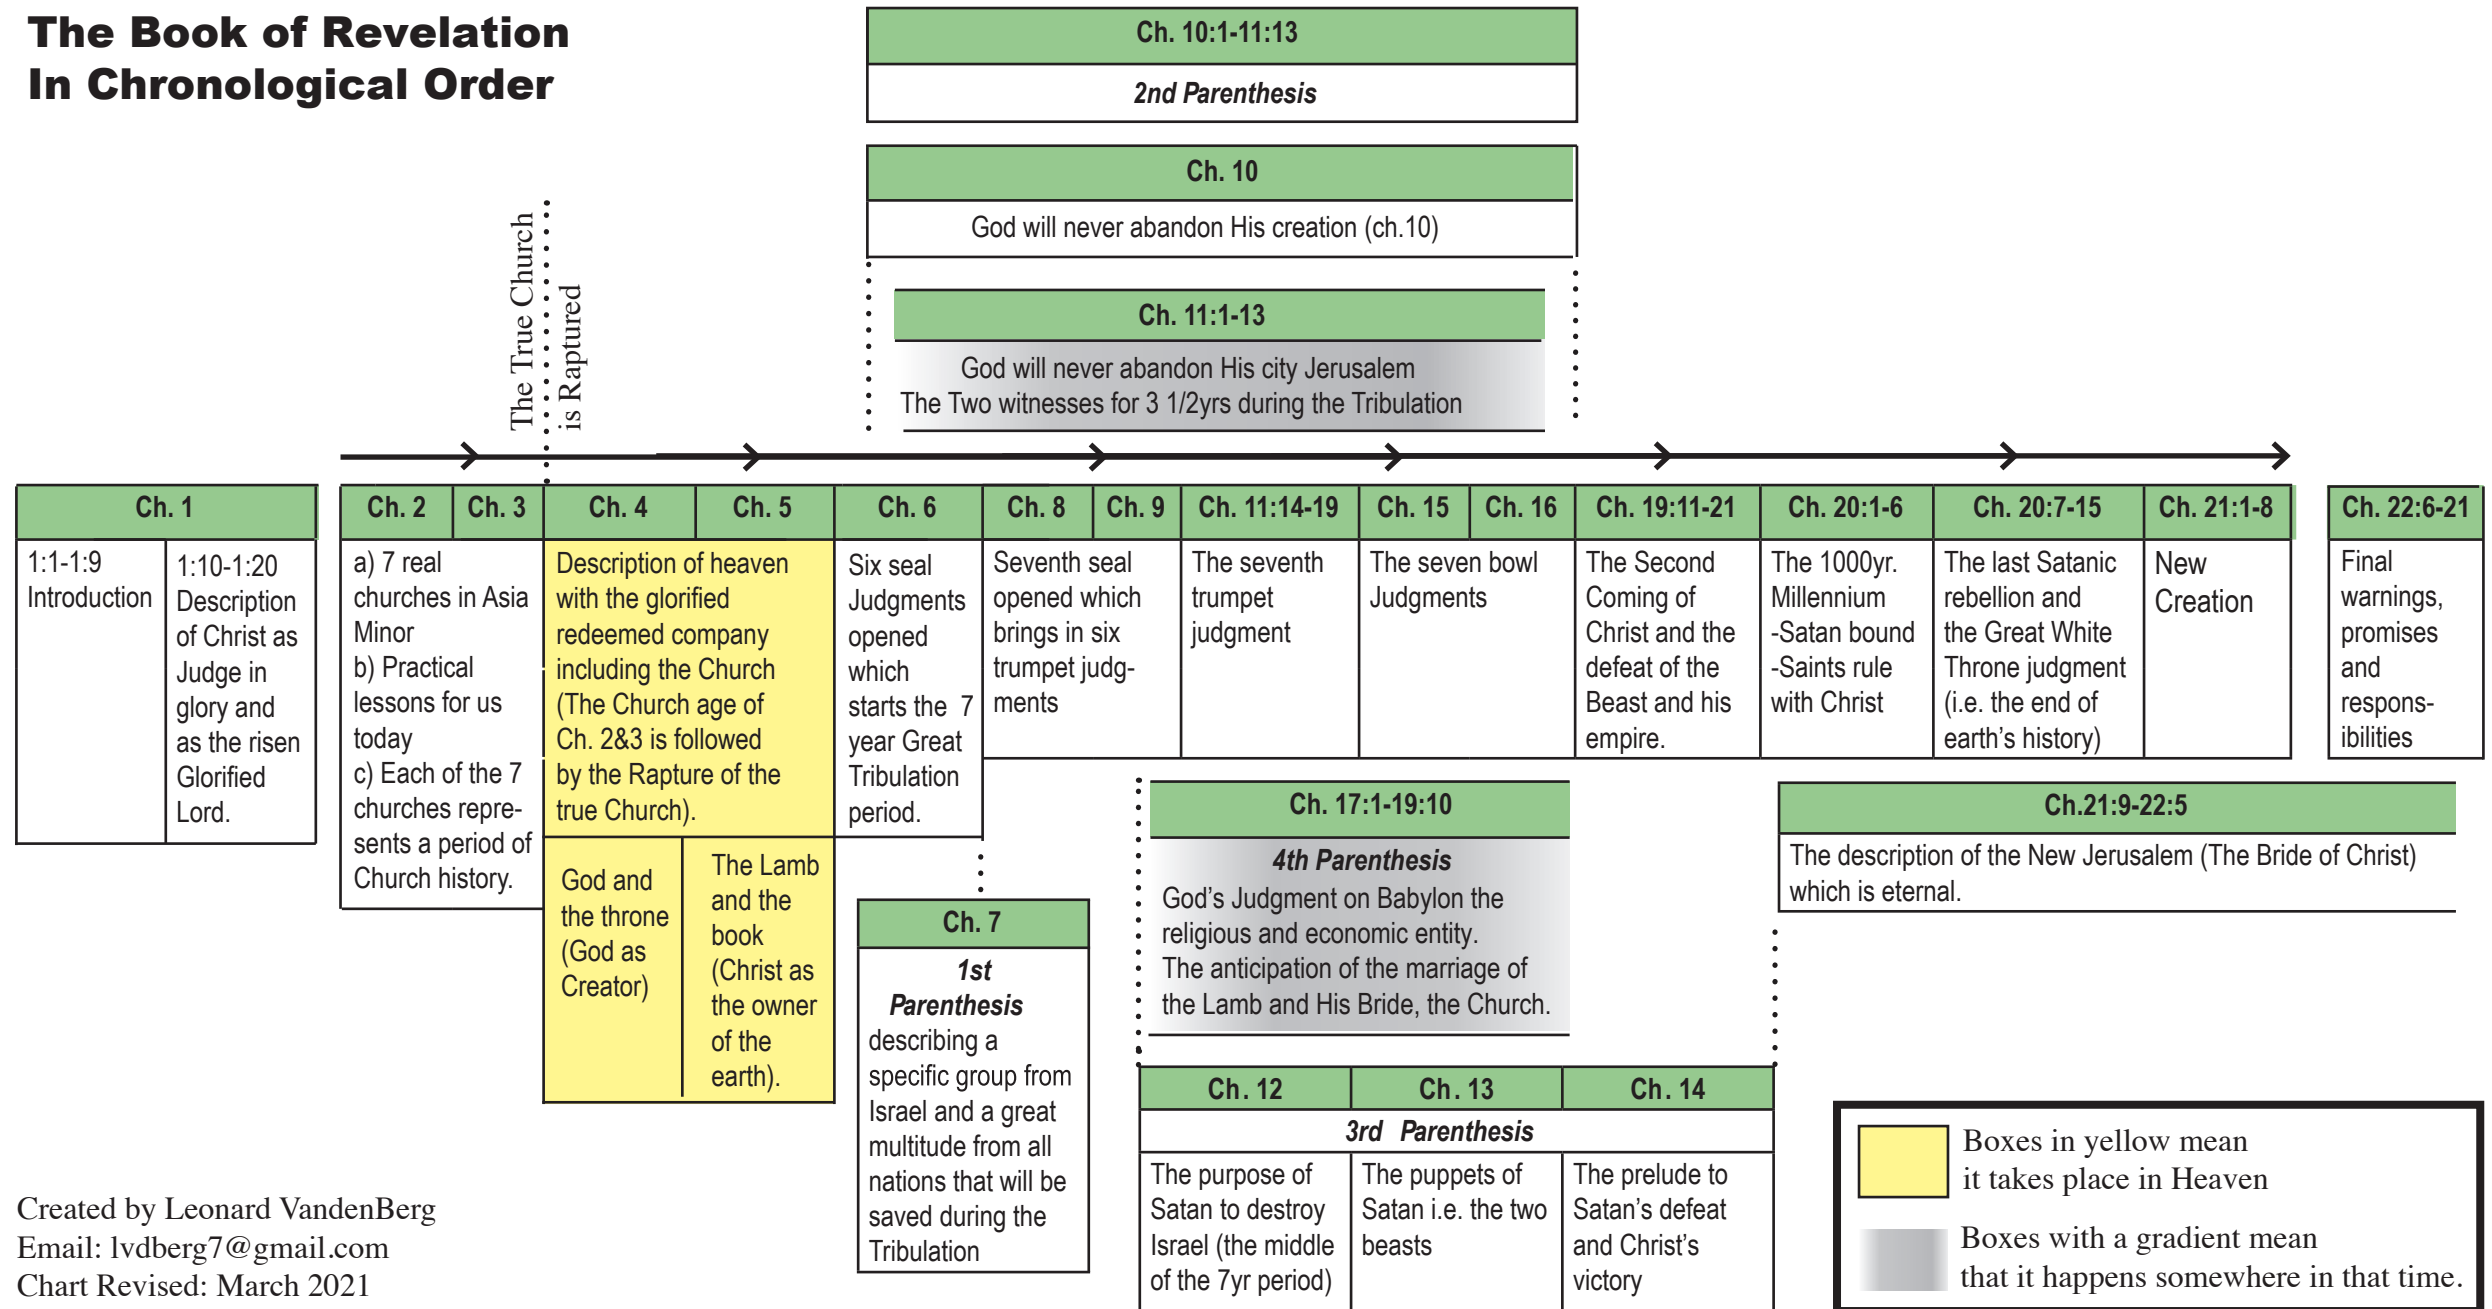 The Book of Revelation
In Chronological Order
Ch. 10:1-11:13
2nd Parenthesis
Ch. 10
God will never abandon His creation (ch.10)
Ch. 11:1-13
God will never abandon His city Jerusalem
The Two witnesses for 3 1/2yrs during the Tribulation
The True Church
is Raptured
Ch. 1
1:1-1:9
Introduction
1:10-1:20
Description
of Christ as
Judge in
glory and
as the risen
Glorified
Lord.
Ch. 2
Ch. 3
a) 7 real
churches in Asia
Minor
b) Practical
lessons for us
today
c) Each of the 7
churches repre-
sents a period of
Church history.
Ch. 4
Ch. 5
Description of heaven
with the glorified
redeemed company
including the Church
(The Church age of
Ch. 2&3 is followed
by the Rapture of the
true Church).
God and
the throne
(God as
Creator)
The Lamb
and the
book
(Christ as
the owner
of the
earth).
Ch. 6
Six seal
Judgments
opened
which
starts the 7
year Great
Tribulation
period.
Ch. 8
Ch. 9
Seventh seal
opened which
brings in six
trumpet judg-
ments
Ch. 11:14-19
The seventh
trumpet
judgment
Ch. 15
Ch. 16
The seven bowl
Judgments
Ch. 19:11-21
The Second
Coming of
Christ and the
defeat of the
Beast and his
empire.
Ch. 20:1-6
The 1000yr.
Millennium
-Satan bound
-Saints rule
with Christ
Ch. 20:7-15
The last Satanic
rebellion and
the Great White
Throne judgment
(i.e. the end of
earth's history)
Ch. 21:1-8
New
Creation
Ch. 22:6-21
Final
warnings,
promises
and
respons-
ibilities
Ch. 7
1st
Parenthesis
describing a
specific group from
Israel and a great
multitude from all
nations that will be
saved during the
Tribulation
Ch. 17:1-19:10
4th Parenthesis
God's Judgment on Babylon the
religious and economic entity.
The anticipation of the marriage of
the Lamb and His Bride, the Church.
Ch.21:9-22:5
The description of the New Jerusalem (The Bride of Christ)
which is eternal.
Ch. 12
Ch. 13
Ch. 14
3rd Parenthesis
The purpose of
Satan to destroy
Israel (the middle
of the 7yr period)
The puppets of
Satan i.e. the two
beasts
The prelude to
Satan's defeat
and Christ's
victory
Boxes in yellow mean
it takes place in Heaven
Boxes with a gradient mean
that it happens somewhere in that time.
Created by Leonard VandenBerg
Email: lvdberg7@gmail.com
Chart Revised: March 2021